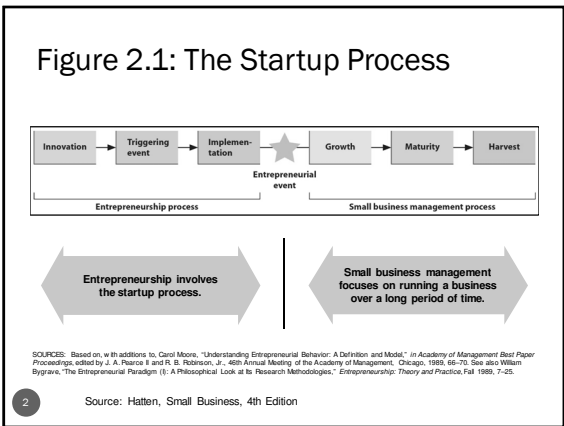 Figure 2.1: The Startup Process
Innovation
Triggering
event
Implemen-
tation
Growth
Maturity
Harvest
Entrepreneurial
event
Entrepreneurship process
Small business management process
Entrepreneurship involves
the startup process.
Small business management
focuses on running a business
over a long period of time.
SOURCES: Based on, with additions to, Carol Moore, "Understanding Entrepreneurial Behavior: A Definition and Model," in Academy of Management Best Paper
Proceedings, edited by J. A. Pearce II and R. B. Robinson, Jr., 46th Annual Meeting of the Academy of Management, Chicago, 1989, 66–70. See also William
Bygrave, "The Entrepreneurial Paradigm (I): A Philosophical Look at Its Research Methodologies," Entrepreneurship: Theory and Practice, Fall 1989, 7–25.
2
Source: Hatten, Small Business, 4th Edition